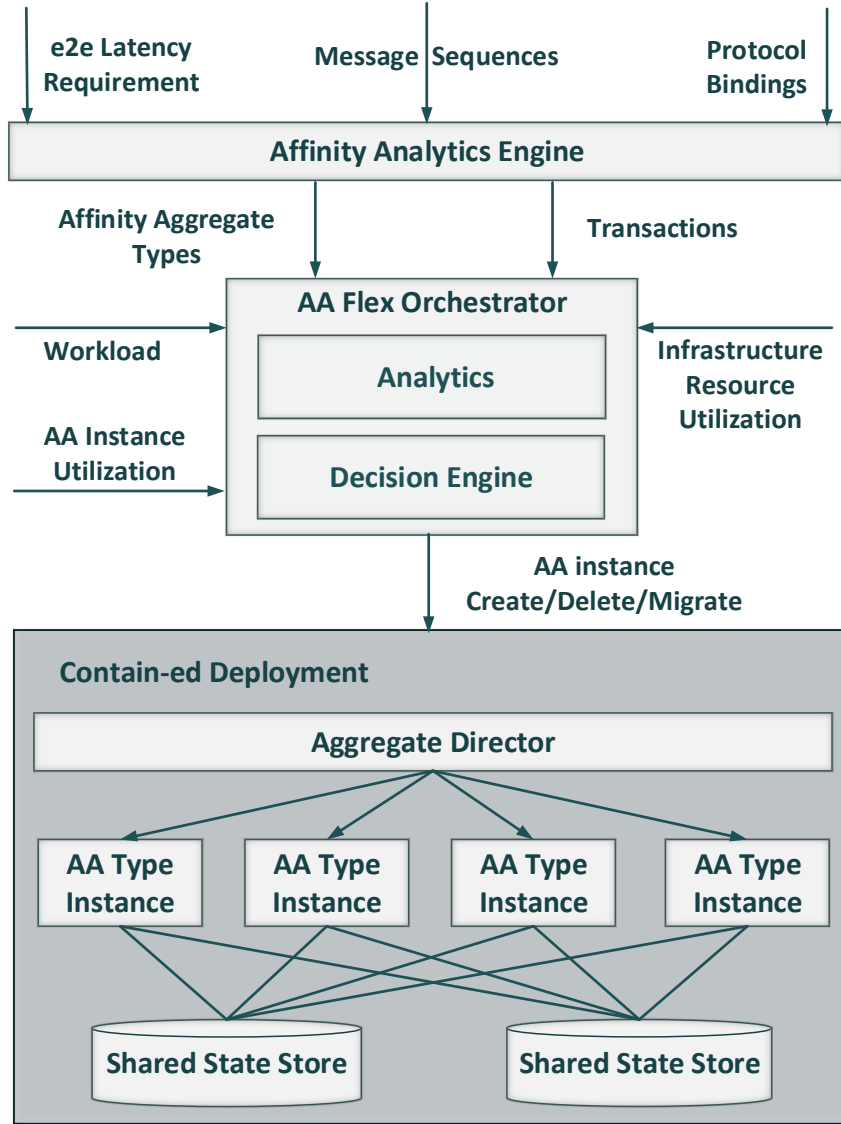 e2e Latency
Requirement
Message Sequences
Protocol
Bindings
Affinity Analytics Engine
Affinity Aggregate
Types
Transactions
AA Flex Orchestrator
Workload
Analytics
Infrastructure
Resource
Utilization
AA Instance
Utilization
Decision Engine
AA instance
Create/Delete/Migrate
Contain-ed Deployment
Aggregate Director
AA Type
Instance
AA Type
Instance
AA Type
Instance
AA Type
Instance
Shared State Store
Shared State Store